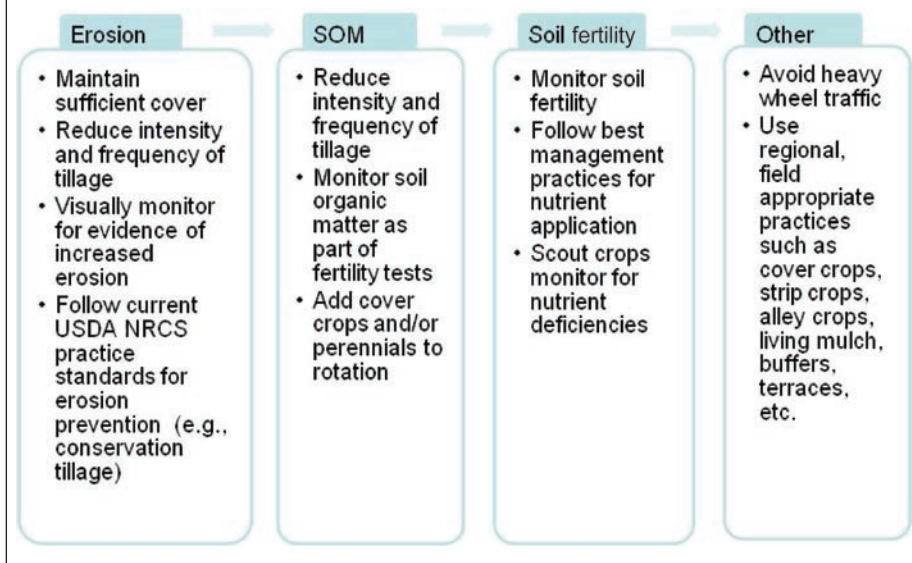 Erosion
• Maintain
sufficient cover
• Reduce intensity
and frequency of
tillage
• Visually monitor
for evidence of
increased
erosion
• Follow current
USDA NRCS
practice
standards for
erosion
prevention (e.g.,
conservation
tillage)
SOM
• Reduce
intensity and
frequency of
tillage
• Monitor soil
organic
matter as
part of
fertility tests
• Add cover
crops and/or
perennials to
rotation
Soil fertility
• Monitor soil
fertility
• Follow best
management
practices for
nutrient
application
• Scout crops
monitor for
nutrient
deficiencies
Other
• Avoid heavy
wheel traffic
• Use
regional,
field
appropriate
practices
such as
cover crops,
strip crops,
alley crops,
living mulch,
buffers,
terraces,
etc.